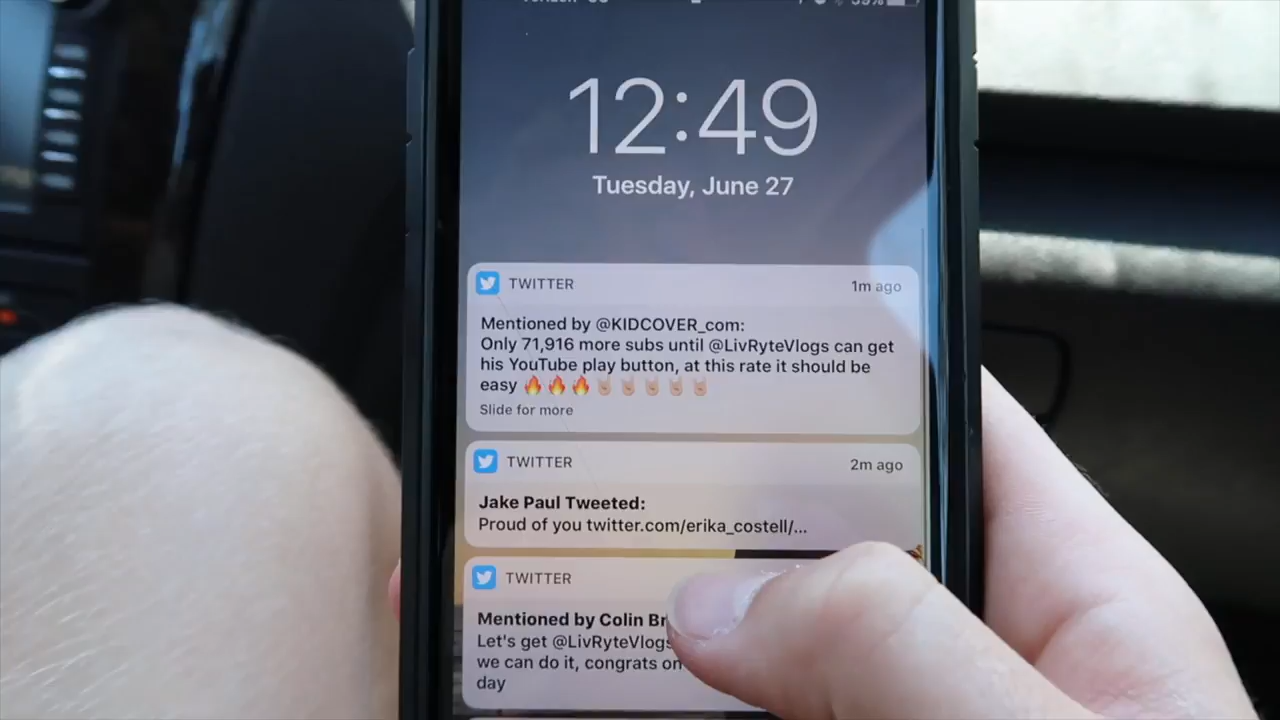 39%
12:49
Tuesday, June 27
TWITTER 1m ago
Mentioned by @KIDCOVER_com:
Only 71,916 more subs until @LivRyteVlogs can get
his YouTube play button, at this rate it should be
easy 🔥🔥🔥🤘🏻🤘🏻🤘🏻🤘🏻🤘🏻
Slide for more
TWITTER 2m ago
Jake Paul Tweeted:
Proud of you twitter.com/erika_costell/...
TWITTER
Mentioned by Colin
Let's get @LivRyteVlogs
we can do it, congrats on
day